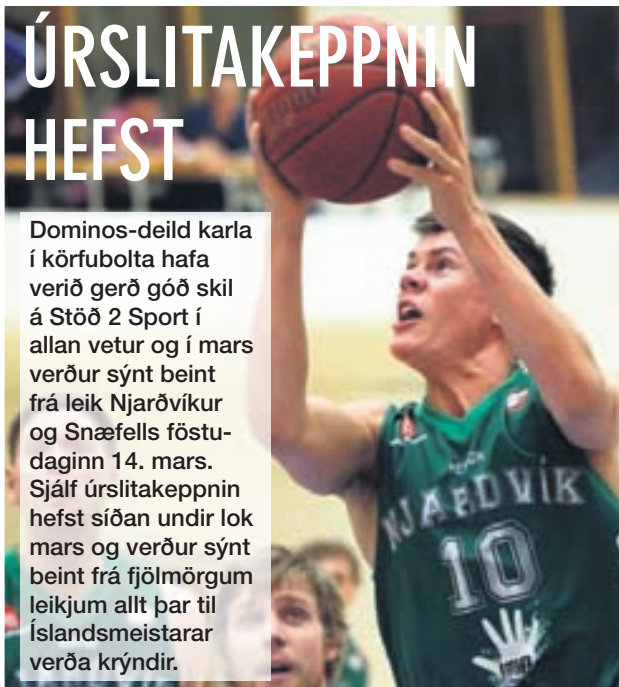 ÚRSLITAKEPPNIN
HEFST
Dominos-deild karla
í körfubolta hafa
verið gerð góð skil
á Stöð 2 Sport í
allan vetur og í mars
verður sýnt beint
frá leik Njarðvíkur
og Snæfells föstu-
daginn 14. mars.
Sjálf úrslitakeppnin
hefst síðan undir lok
mars og verður sýnt
beint frá fjölmörgum
leikjum allt þar til
Íslandsmeistarar
verða krýndir.
NJARÐVÍK
10